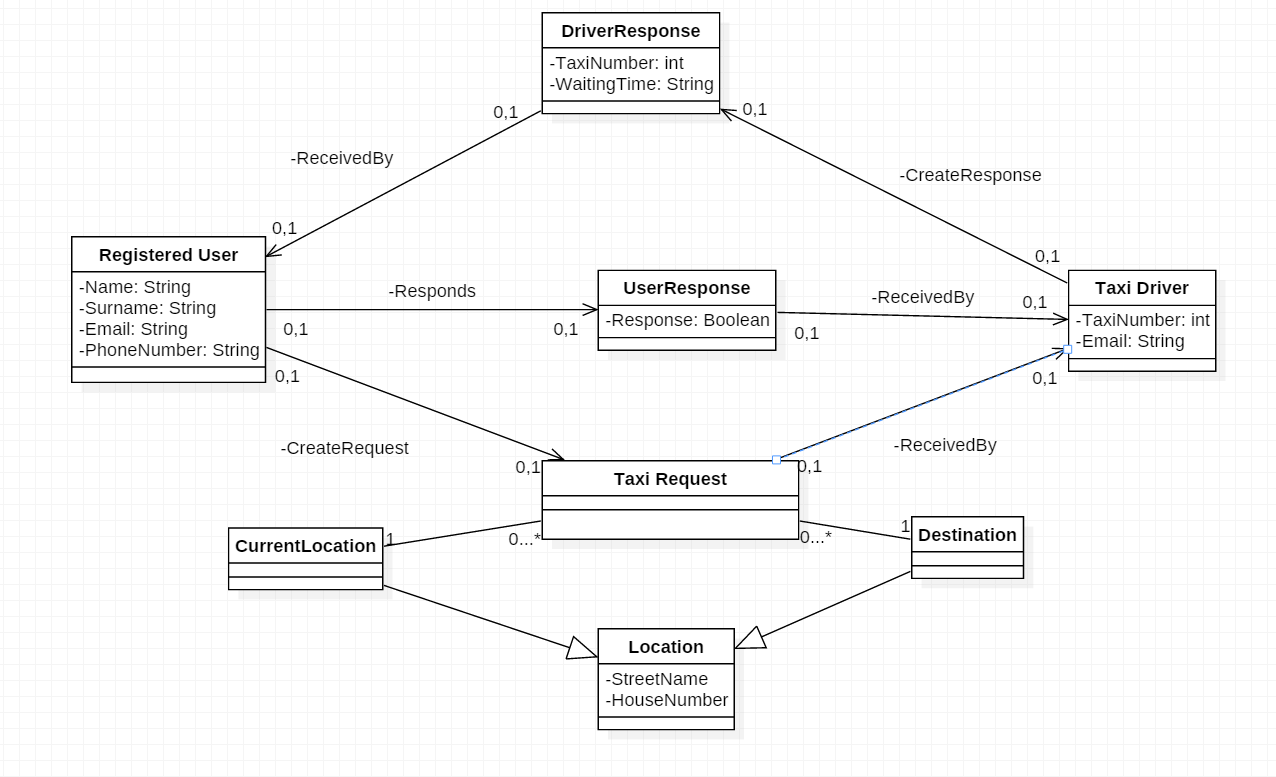 DriverResponse
-TaxiNumber: int
-WaitingTime: String
0,1
0,1
-ReceivedBy
-CreateResponse
0,1
0,1
Registered User
-Name: String
-Surname: String
-Email: String
-PhoneNumber: String
-Responds
0,1
0,1
UserResponse
-Response: Boolean
-ReceivedBy
0,1
0,1
Taxi Driver
-TaxiNumber: int
-Email: String
0,1
0,1
-CreateRequest
-ReceivedBy
0,1
0,1
Taxi Request
CurrentLocation
1
0...*
0...*
1
Destination
Location
-StreetName
-HouseNumber